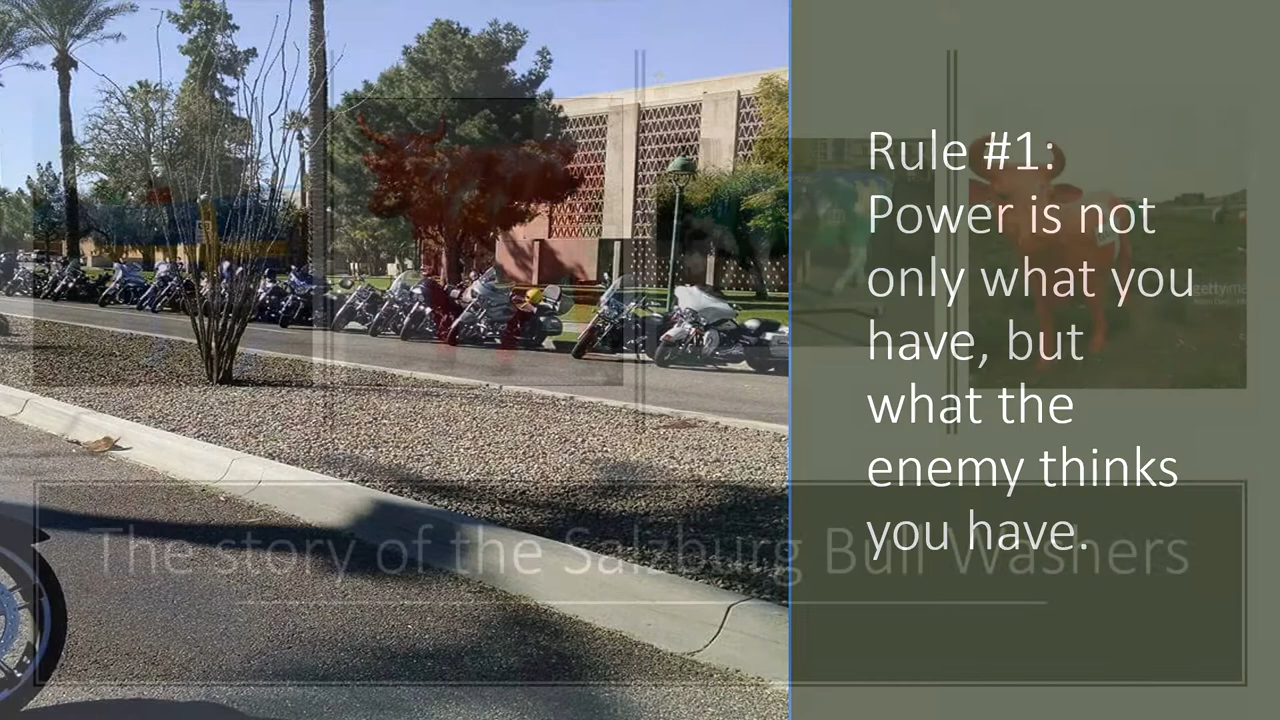 Rule #1:
Power is not
only what you
have, but
what the
enemy thinks
you have.
The story of the Salzburg Bull Washers